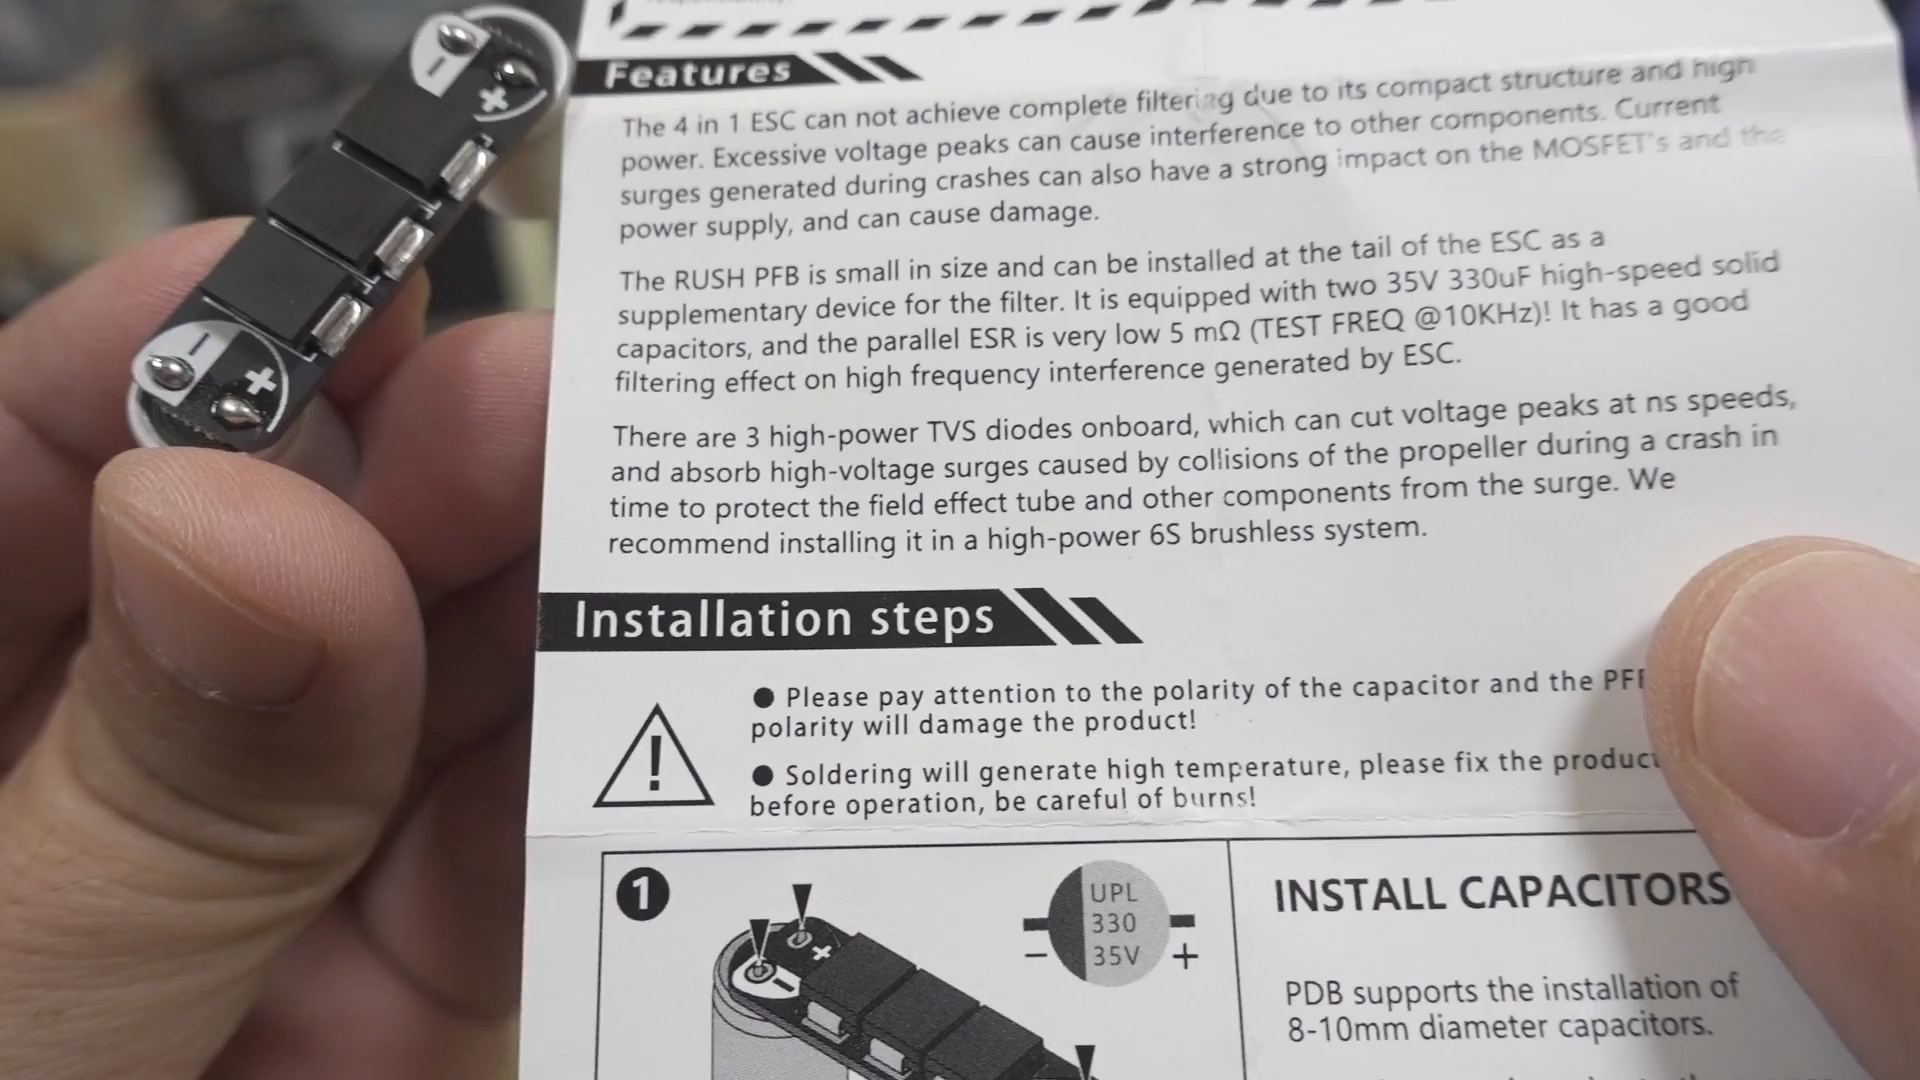 Features
The 4 in 1 ESC can not achieve complete filtering due to its compact structure and high
power. Excessive voltage peaks can cause interference to other components. Current
surges generated during crashes can also have a strong impact on the MOSFET's and the
power supply, and can cause damage.
The RUSH PFB is small in size and can be installed at the tail of the ESC as a
supplementary device for the filter. It is equipped with two 35V 330uF high-speed solid
capacitors, and the parallel ESR is very low 5 mΩ (TEST FREQ @10KHz)! It has a good
filtering effect on high frequency interference generated by ESC.
There are 3 high-power TVS diodes onboard, which can cut voltage peaks at ns speeds,
and absorb high-voltage surges caused by collisions of the propeller during a crash in
time to protect the field effect tube and other components from the surge. We
recommend installing it in a high-power 6S brushless system.
Installation steps
! ● Please pay attention to the polarity of the capacitor and the
polarity will damage the product!
● Soldering will generate high temperature, please fix the product
before operation, be careful of burns!
1
UPL
330
35V
− +
+ −
INSTALL CAPACITORS
PDB supports the installation of
8-10mm diameter capacitors.
− +
− +